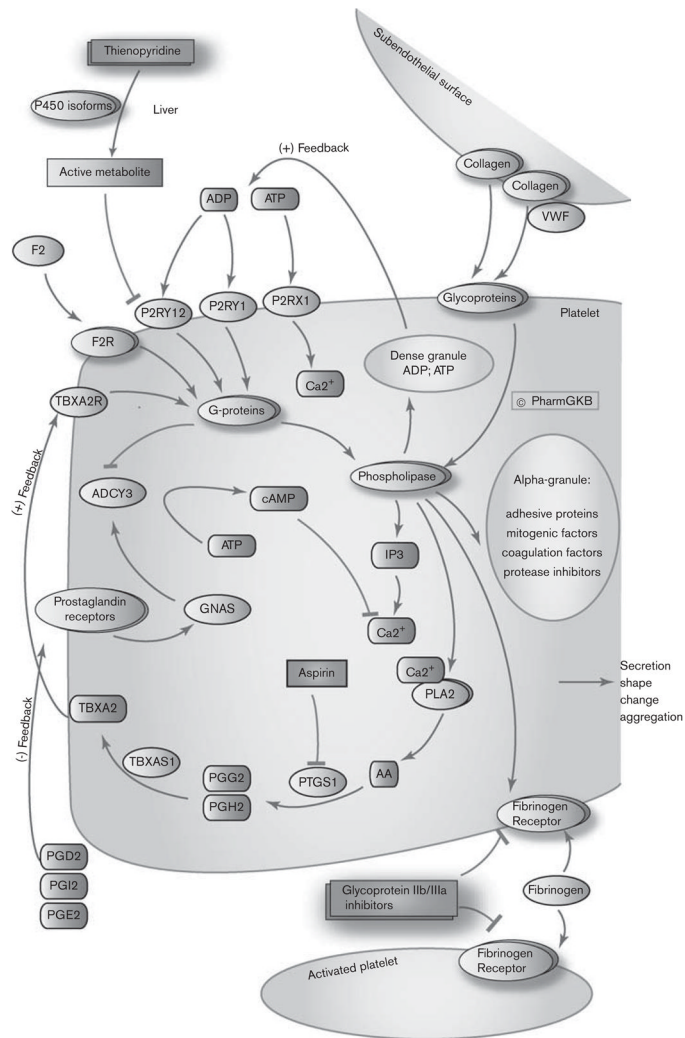 Thienopyridine
P450 isoforms
Liver
Active metabolite
Subendothelial surface
Collagen
Collagen
VWF
(+) Feedback
ADP
ATP
F2
P2RY12
P2RY1
P2RX1
Glycoproteins
Platelet
F2R
Dense granule
ADP; ATP
Ca2+
TBXA2R
G-proteins
© PharmGKB
(+) Feedback
ADCY3
cAMP
Phospholipase
Alpha-granule:
adhesive proteins
mitogenic factors
coagulation factors
protease inhibitors
ATP
IP3
Prostaglandin
receptors
GNAS
Ca2+
Aspirin
Ca2+
PLA2
Secretion
shape
change
aggregation
(-) Feedback
TBXA2
TBXAS1
PGG2
PGH2
PTGS1
AA
Fibrinogen
Receptor
PGD2
PGI2
PGE2
Glycoprotein IIb/IIIa
inhibitors
Fibrinogen
Activated platelet
Fibrinogen
Receptor